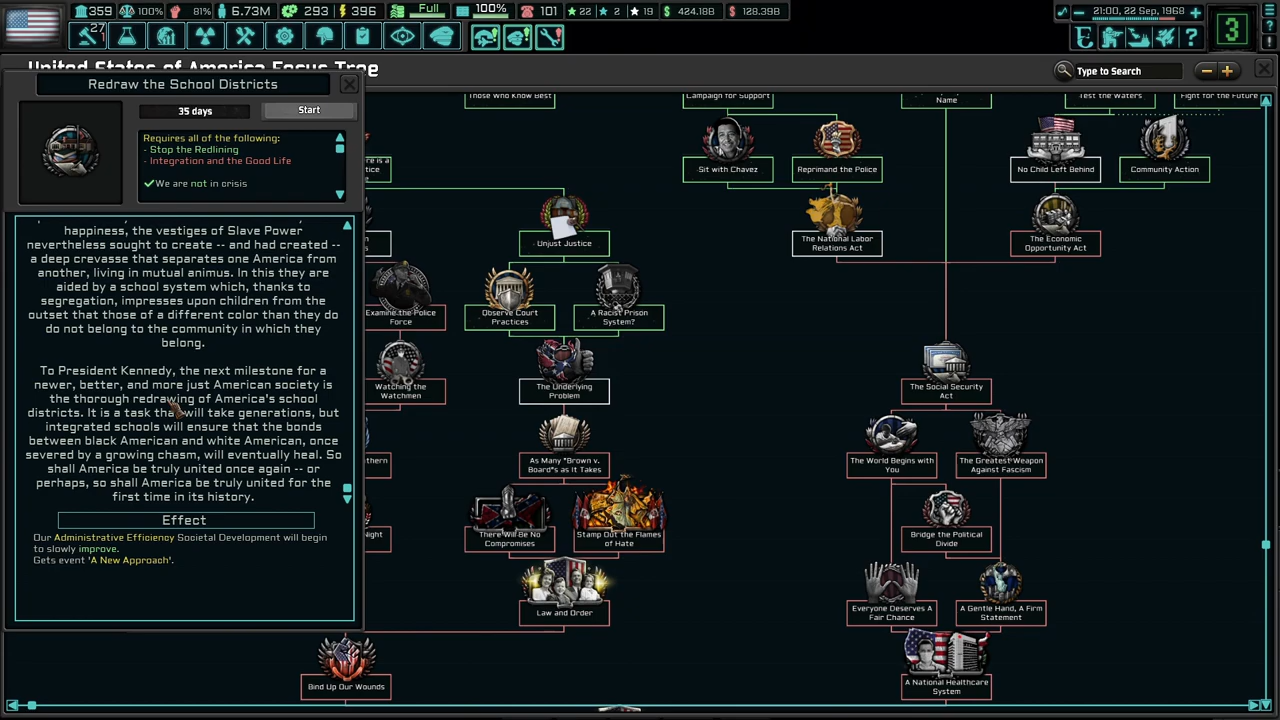 359 100% 81% 6.73M 293 396 Full 100% 101 22 2 19 $ 424.18B $ 128.39B
21:00, 22 Sep, 1968
27
3
United States of America Focus Tree
Type to Search
Redraw the School Districts
35 days
Start
Requires all of the following:
- Stop the Redlining
- Integration and the Good Life
We are not in crisis
happiness, the vestiges of Slave Power
nevertheless sought to create -- and had created --
a deep crevasse that separates one America from
another, living in mutual animus. In this they are
aided by a school system which, thanks to
segregation, impresses upon children from the
outset that those of a different color than they do
do not belong to the community in which they
belong.
To President Kennedy, the next milestone for a
newer, better, and more just American society is
the thorough redrawing of America's school
districts. It is a task that will take generations, but
integrated schools will ensure that the bonds
between black American and white American, once
severed by a growing chasm, will eventually heal. So
shall America be truly united once again -- or
perhaps, so shall America be truly united for the
first time in its history.
Effect
Our Administrative Efficiency Societal Development will begin
to slowly improve.
Gets event 'A New Approach'.
Those Who Know Best
Campaign for Support
Name
Test the Waters
Fight for the Future
Sit with Chavez
Reprimand the Police
No Child Left Behind
Community Action
Unjust Justice
The National Labor
Relations Act
The Economic
Opportunity Act
Examine the Police
Force
Observe Court
Practices
A Racist Prison
System?
Watching the
Watchmen
The Underlying
Problem
The Social Security
Act
As Many "Brown v.
Board"s as It Takes
The World Begins with
You
The Greatest Weapon
Against Fascism
There Will Be No
Compromises
Stamp Out the Flames
of Hate
Bridge the Political
Divide
Law and Order
Everyone Deserves A
Fair Chance
A Gentle Hand, A Firm
Statement
Bind Up Our Wounds
A National Healthcare
System